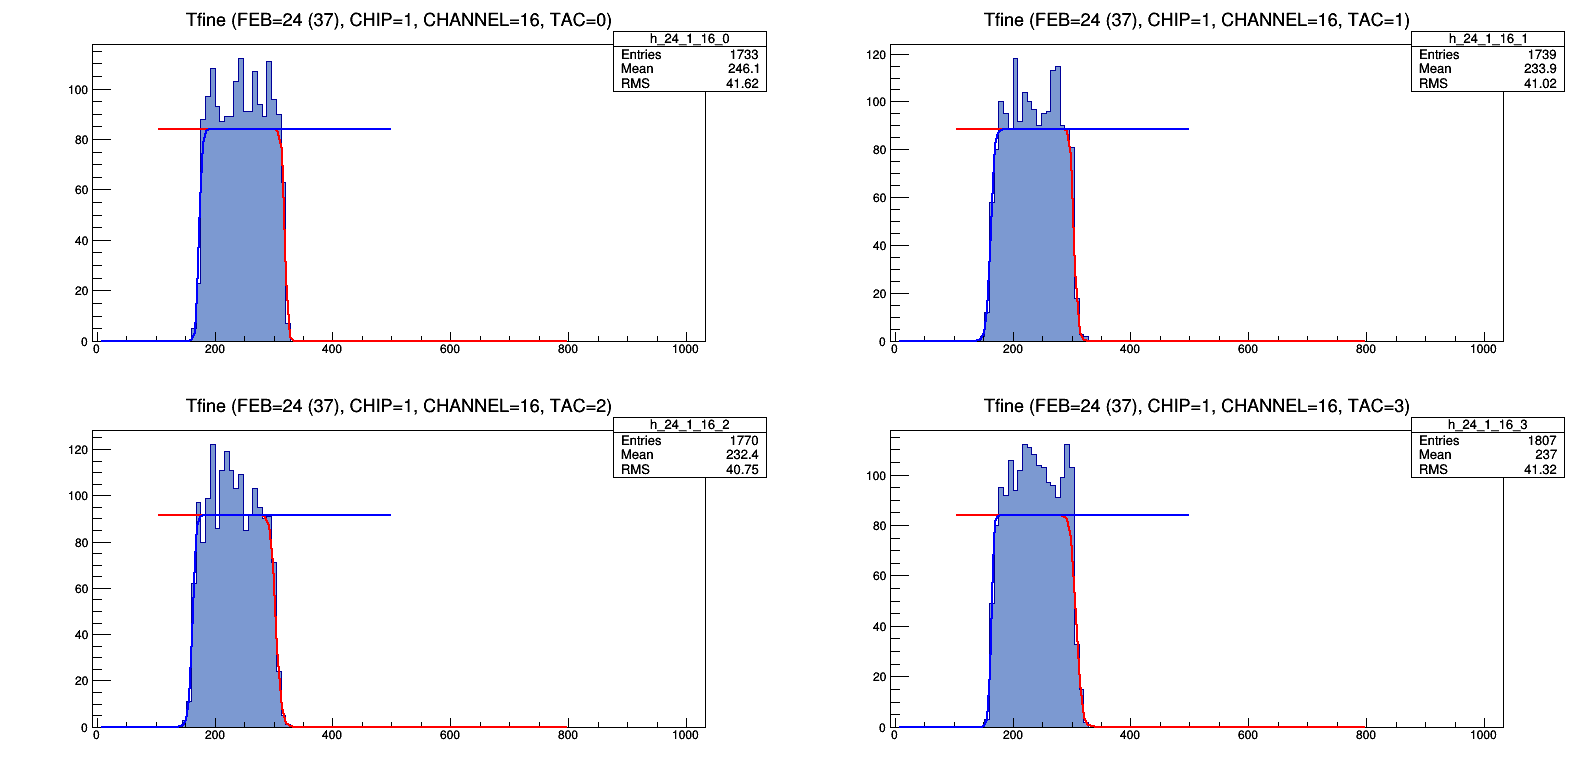 Tfine (FEB=24 (37), CHIP=1, CHANNEL=16, TAC=0)
h_24_1_16_0
Entries 1733
Mean 246.1
RMS 41.62
100
80
60
40
20
0
0 200 400 600 800 1000
Tfine (FEB=24 (37), CHIP=1, CHANNEL=16, TAC=1)
h_24_1_16_1
Entries 1739
Mean 233.9
RMS 41.02
120
100
80
60
40
20
0
0 200 400 600 800 1000
Tfine (FEB=24 (37), CHIP=1, CHANNEL=16, TAC=2)
h_24_1_16_2
Entries 1770
Mean 232.4
RMS 40.75
120
100
80
60
40
20
0
0 200 400 600 800 1000
Tfine (FEB=24 (37), CHIP=1, CHANNEL=16, TAC=3)
h_24_1_16_3
Entries 1807
Mean 237
RMS 41.32
100
80
60
40
20
0
0 200 400 600 800 1000